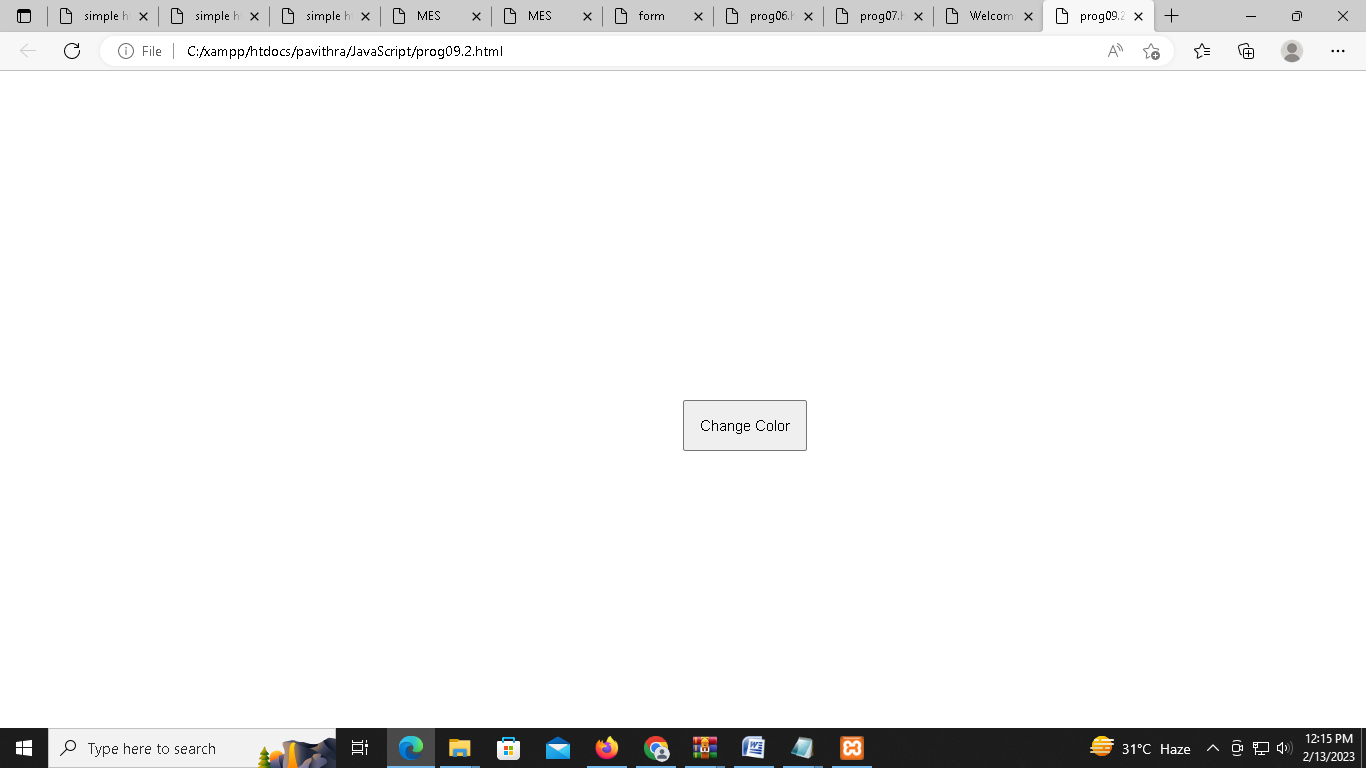 simple h simple h simple h MES MES form prog06.h prog07.h Welcom prog09.2
File C:/xampp/htdocs/pavithra/JavaScript/prog09.2.html
Change Color
Type here to search
31°C Haze
12:15 PM
2/13/2023